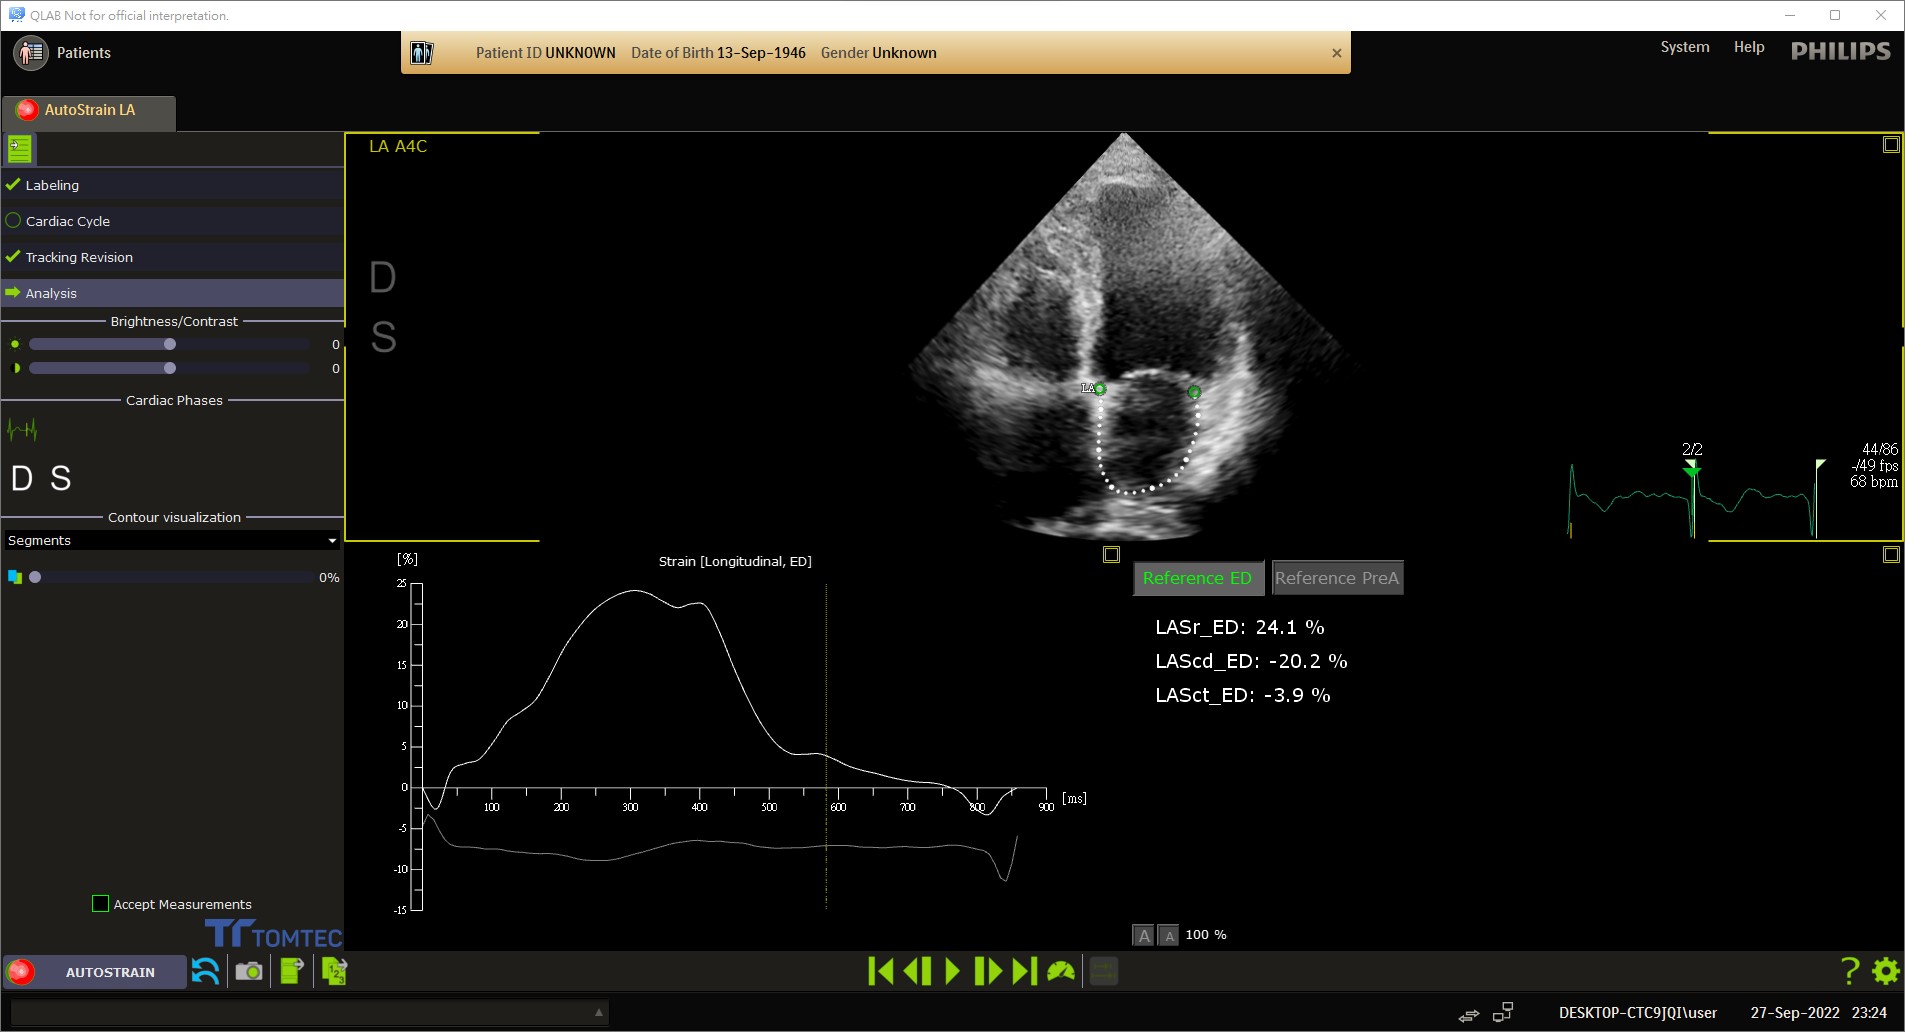 QLAB Not for official interpretation.
Patients
Patient ID UNKNOWN Date of Birth 13-Sep-1946 Gender Unknown
System Help PHILIPS
AutoStrain LA
Labeling
Cardiac Cycle
Tracking Revision
Analysis
Brightness/Contrast
0
0
Cardiac Phases
D S
Contour visualization
Segments
0%
Accept Measurements
TOMTEC
LA A4C
D
S
LA
2/2
44/86
-/49 fps
68 bpm
[%]
Strain [Longitudinal, ED]
25
20
15
10
5
0
-5
-10
-15
100 200 300 400 500 600 700 800 900 [ms]
Reference ED Reference PreA
LASr_ED: 24.1 %
LAScd_ED: -20.2 %
LASct_ED: -3.9 %
A A 100 %
AUTOSTRAIN
DESKTOP-CTC9JQI\user 27-Sep-2022 23:24